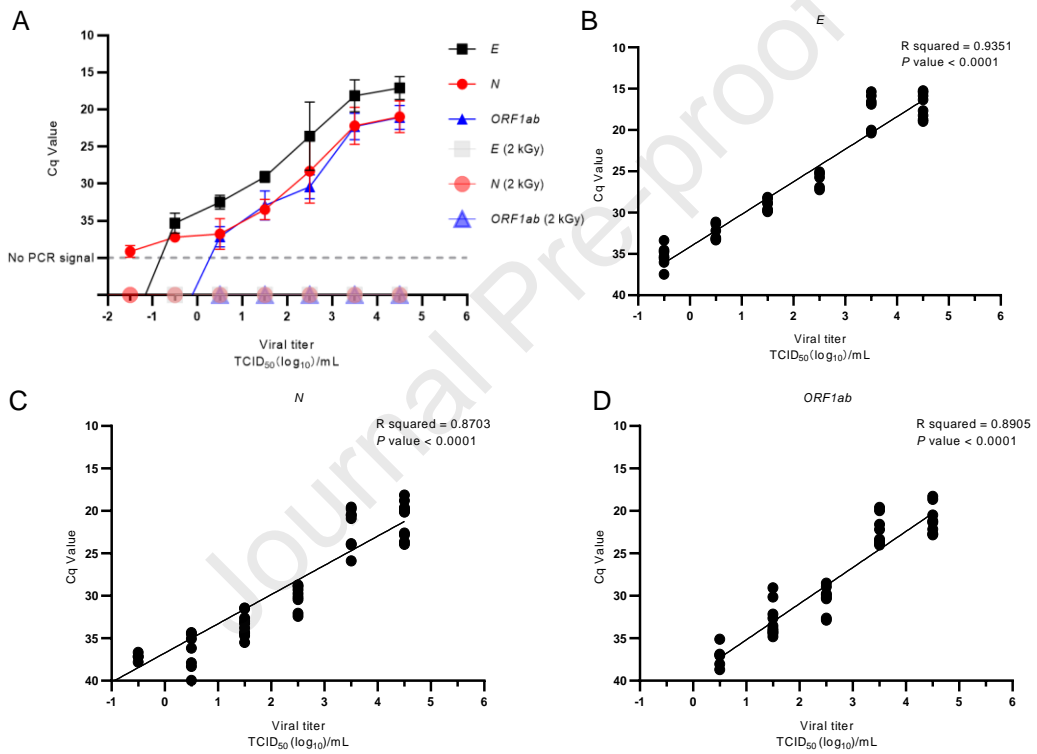 A
10
15
20
25
30
35
No PCR signal
Cq Value
-2
-1
0
1
2
3
4
5
6
Viral titer
TCID₅₀(log₁₀)/mL
E
N
ORF1ab
E (2 kGy)
N (2 kGy)
ORF1ab (2 kGy)
B
E
R squared = 0.9351
P value < 0.0001
10
15
20
25
30
35
40
Cq Value
-1
0
1
2
3
4
5
6
Viral titer
TCID₅₀(log₁₀)/mL
C
N
R squared = 0.8703
P value < 0.0001
10
15
20
25
30
35
40
Cq Value
-1
0
1
2
3
4
5
6
Viral titer
TCID₅₀(log₁₀)/mL
D
ORF1ab
R squared = 0.8905
P value < 0.0001
10
15
20
25
30
35
40
Cq Value
-1
0
1
2
3
4
5
6
Viral titer
TCID₅₀(log₁₀)/mL
Journal Pre-proof